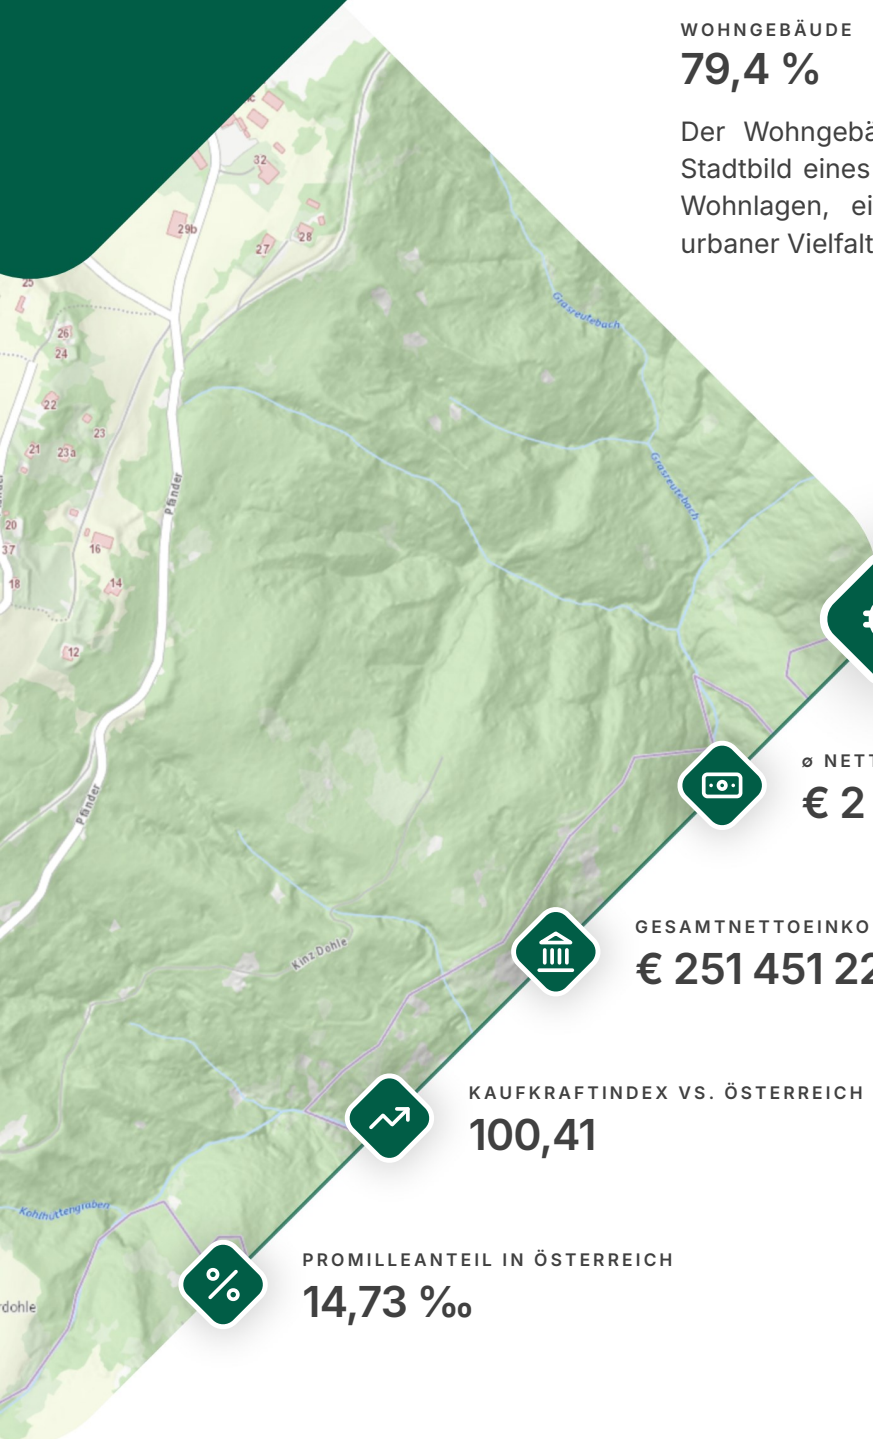 WOHNGEBÄUDE
79,4 %
Der Wohngebä
Stadtbild eines
Wohnlagen, ei
urbaner Vielfalt
32
29b
27
28
25
26
24
22
23
21
23a
20
37
16
18
14
12
Pfänder
Pfänder
Grasreutebach
Grasreutebach
Kinz Dohle
Kohlhüttengraben
rdohle
ø NETT
€ 2
GESAMTNETTOEINKO
€ 251 451 22
KAUFKRAFTINDEX VS. ÖSTERREICH
100,41
PROMILLEANTEIL IN ÖSTERREICH
14,73 ‰